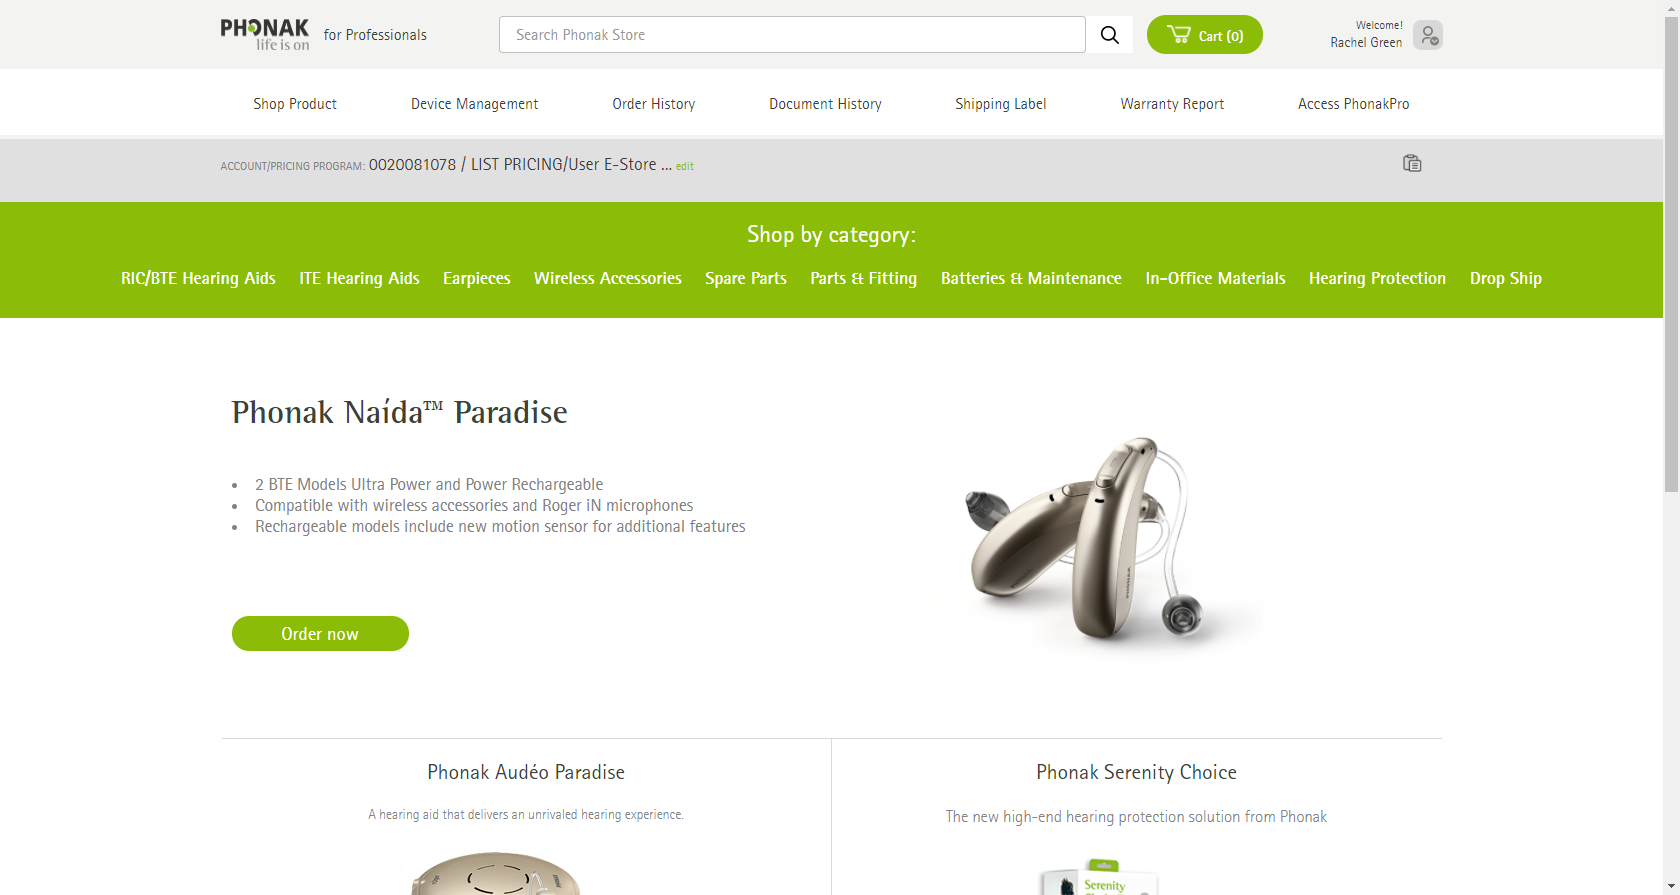 PHONAK
life is on
for Professionals
Search Phonak Store
Cart (0)
Welcome!
Rachel Green
Shop Product
Device Management
Order History
Document History
Shipping Label
Warranty Report
Access PhonakPro
ACCOUNT/PRICING PROGRAM: 0020081078 / LIST PRICING/User E-Store ... edit
Shop by category:
RIC/BTE Hearing Aids
ITE Hearing Aids
Earpieces
Wireless Accessories
Spare Parts
Parts & Fitting
Batteries & Maintenance
In-Office Materials
Hearing Protection
Drop Ship
Phonak Naída™ Paradise
• 2 BTE Models Ultra Power and Power Rechargeable
• Compatible with wireless accessories and Roger iN microphones
• Rechargeable models include new motion sensor for additional features
Order now
PHONAK
PHONAK
Phonak Audéo Paradise
A hearing aid that delivers an unrivaled hearing experience.
Phonak Serenity Choice
The new high-end hearing protection solution from Phonak
Serenity